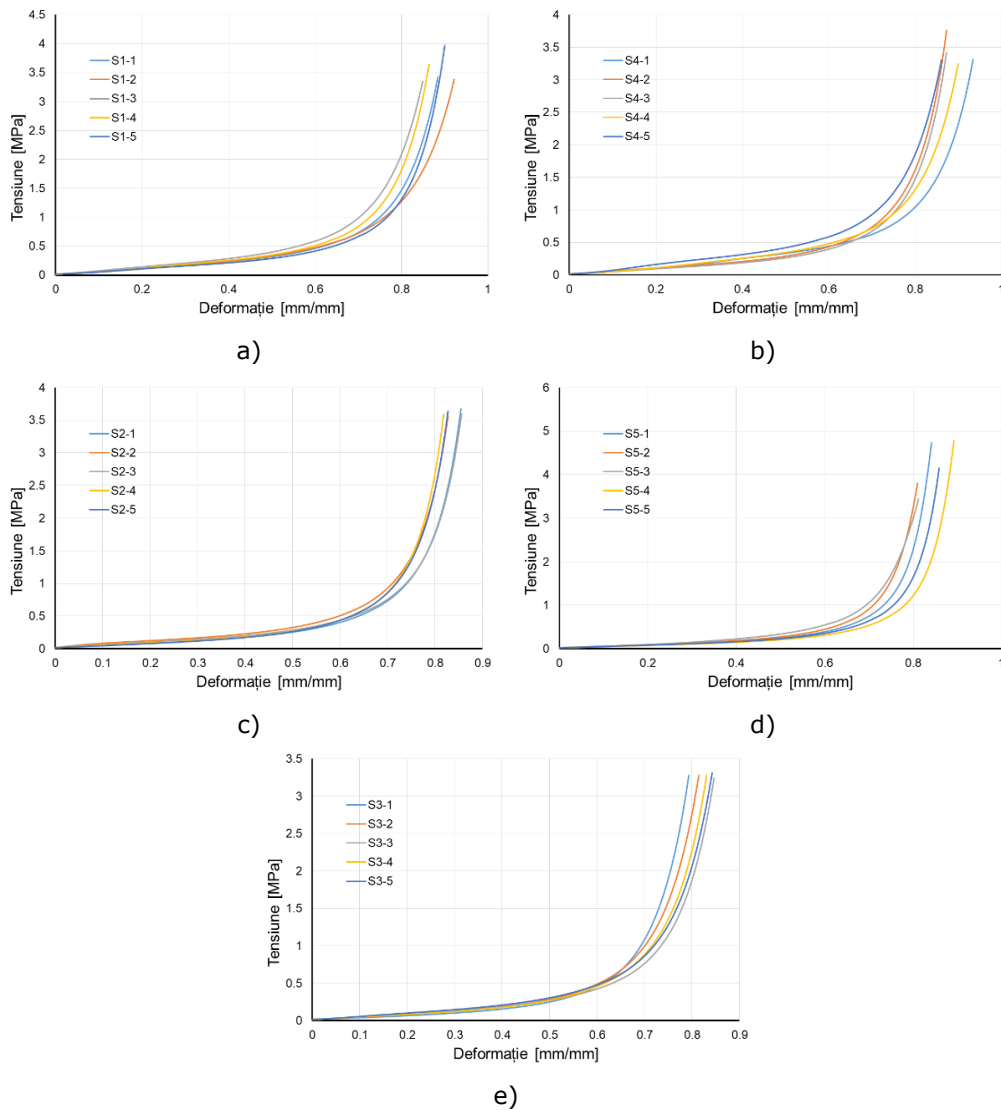 4.5
4
3.5
3
2.5
2
1.5
1
0.5
0
Tensiune [MPa]
S1-1
S1-2
S1-3
S1-4
S1-5
0 0.2 0.4 0.6 0.8 1
Deformație [mm/mm]
a)
4
3.5
3
2.5
2
1.5
1
0.5
0
Tensiune [MPa]
S4-1
S4-2
S4-3
S4-4
S4-5
0 0.2 0.4 0.6 0.8 1
Deformație [mm/mm]
b)
4
3.5
3
2.5
2
1.5
1
0.5
0
Tensiune [MPa]
S2-1
S2-2
S2-3
S2-4
S2-5
0 0.1 0.2 0.3 0.4 0.5 0.6 0.7 0.8 0.9
Deformație [mm/mm]
c)
6
5
4
3
2
1
0
Tensiune [MPa]
S5-1
S5-2
S5-3
S5-4
S5-5
0 0.2 0.4 0.6 0.8 1
Deformație [mm/mm]
d)
3.5
3
2.5
2
1.5
1
0.5
0
Tensiune [MPa]
S3-1
S3-2
S3-3
S3-4
S3-5
0 0.1 0.2 0.3 0.4 0.5 0.6 0.7 0.8 0.9
Deformație [mm/mm]
e)